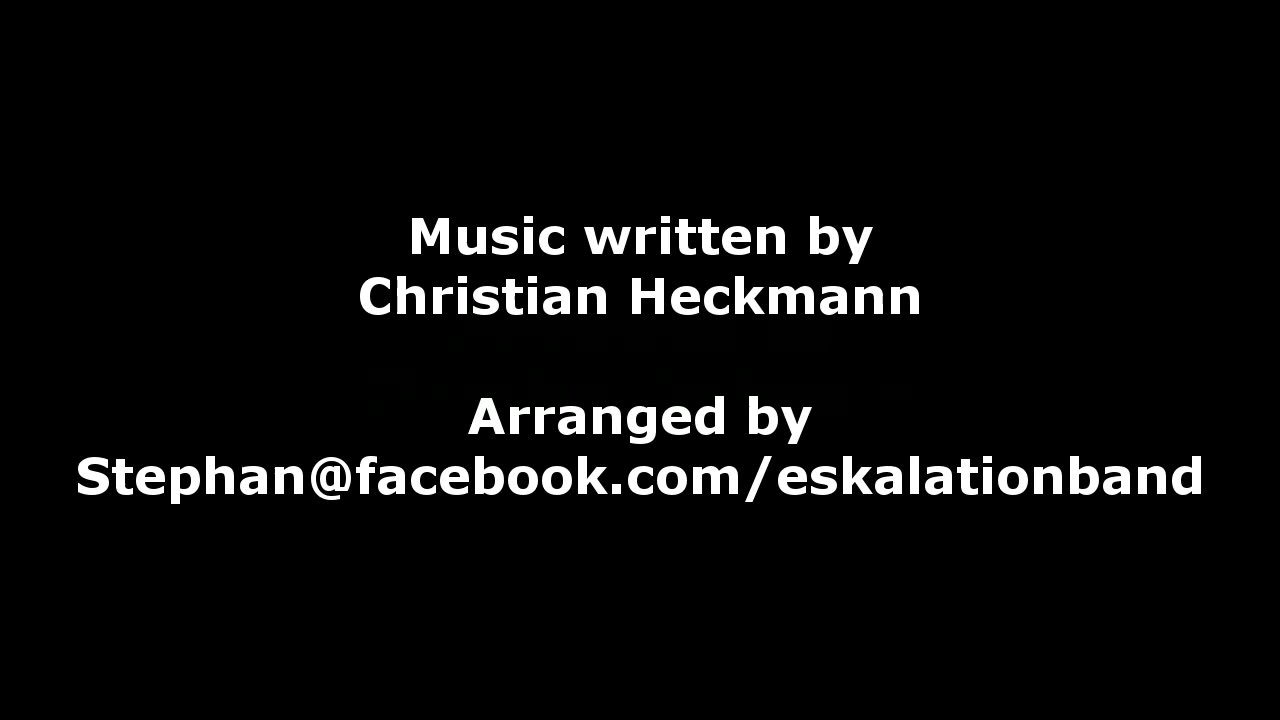 Music written by
Christian Heckmann
Arranged by
Stephan@facebook.com/eskalationband